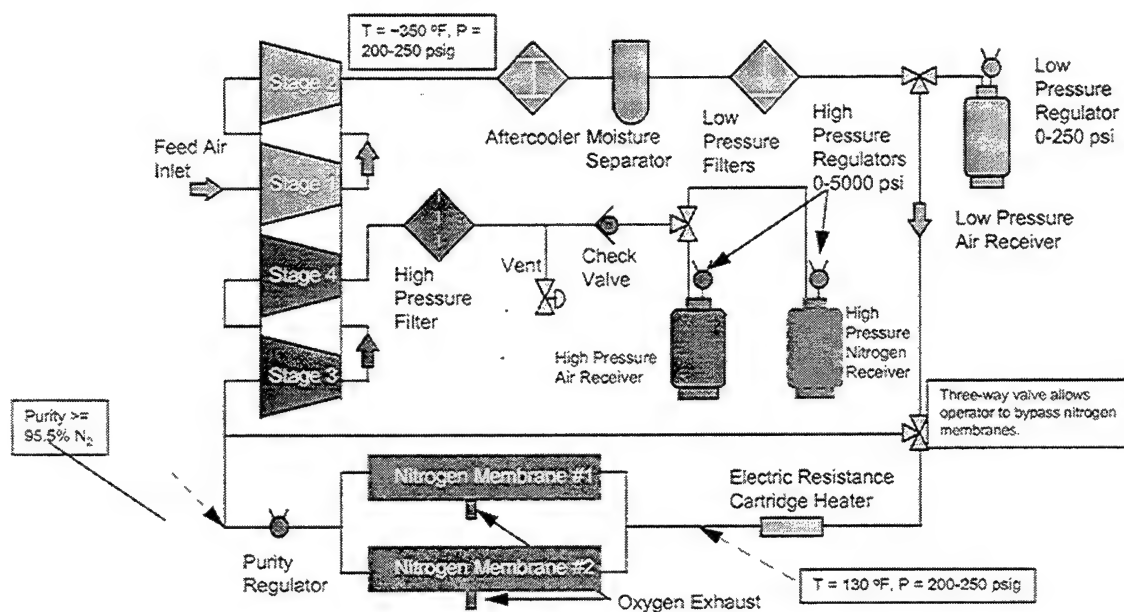 T = ~350 ºF, P =
200-250 psig
Stage 2
Feed Air
Inlet
Stage 1
Aftercooler
Moisture
Separator
Low
Pressure
Filters
High
Pressure
Regulators
0-5000 psi
Low
Pressure
Regulator
0-250 psi
Low Pressure
Air Receiver
Stage 4
High
Pressure
Filter
Vent
Check
Valve
Stage 3
High Pressure
Air Receiver
High
Pressure
Nitrogen
Receiver
Three-way valve allows
operator to bypass nitrogen
membranes.
Purity >=
95.5% N₂
Nitrogen Membrane #1
Electric Resistance
Cartridge Heater
Purity
Regulator
Nitrogen Membrane #2
Oxygen Exhaust
T = 130 ºF, P = 200-250 psig